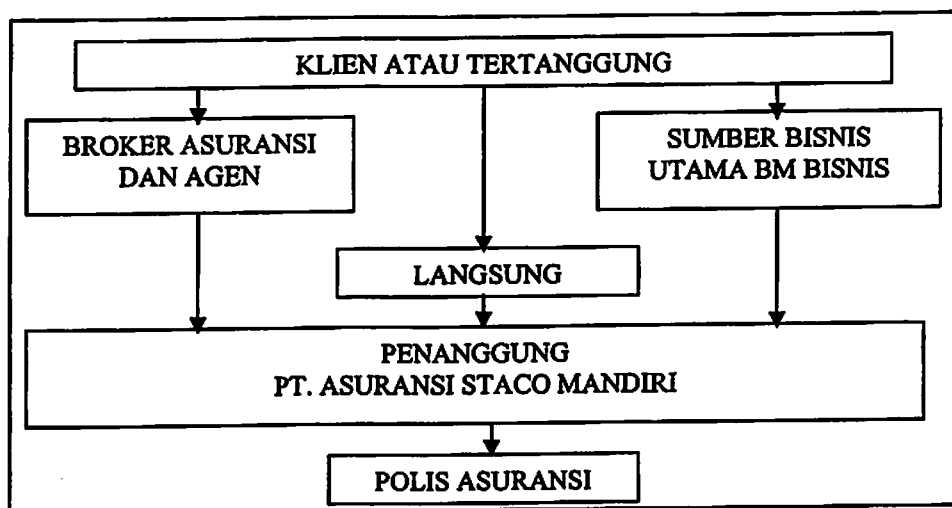 KLIEN ATAU TERTANGGUNG
BROKER ASURANSI
DAN AGEN
SUMBER BISNIS
UTAMA BM BISNIS
LANGSUNG
PENANGGUNG
PT. ASURANSI STACO MANDIRI
POLIS ASURANSI